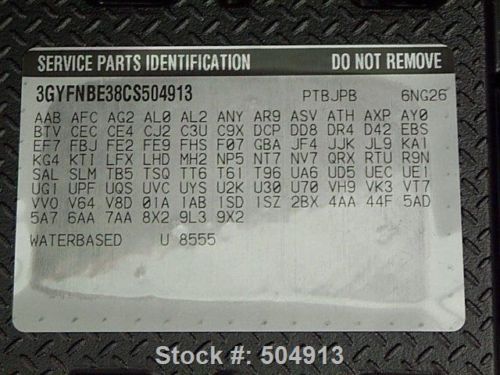 SERVICE PARTS IDENTIFICATION DO NOT REMOVE
3GYFNBE38CS504913 PTBJPB 6NG26
AAB AFC AG2 AL0 AL2 ANY AR9 ASV ATH AXP AY0
BTV CEC CE4 CJ2 C3U C9X DCP DD8 DR4 D42 EBS
EF7 FBJ FE2 FE9 FHS F07 GBA JF4 JJK JL9 KA1
KG4 KTI LFX LHD MH2 NP5 NT7 NV7 QRX RTU R9N
SAL SLM TB5 TSQ TT6 T61 T96 UA6 UD5 UEC UE1
UG1 UPF UQS UVC UYS U2K U30 U70 VH9 VK3 VT7
VV0 V64 V8D 01A 1AB 1SD 1SZ 2BX 4AA 44F 5AD
5A7 6AA 7AA 8X2 9L3 9X2
WATERBASED U 8555
Stock #: 504913